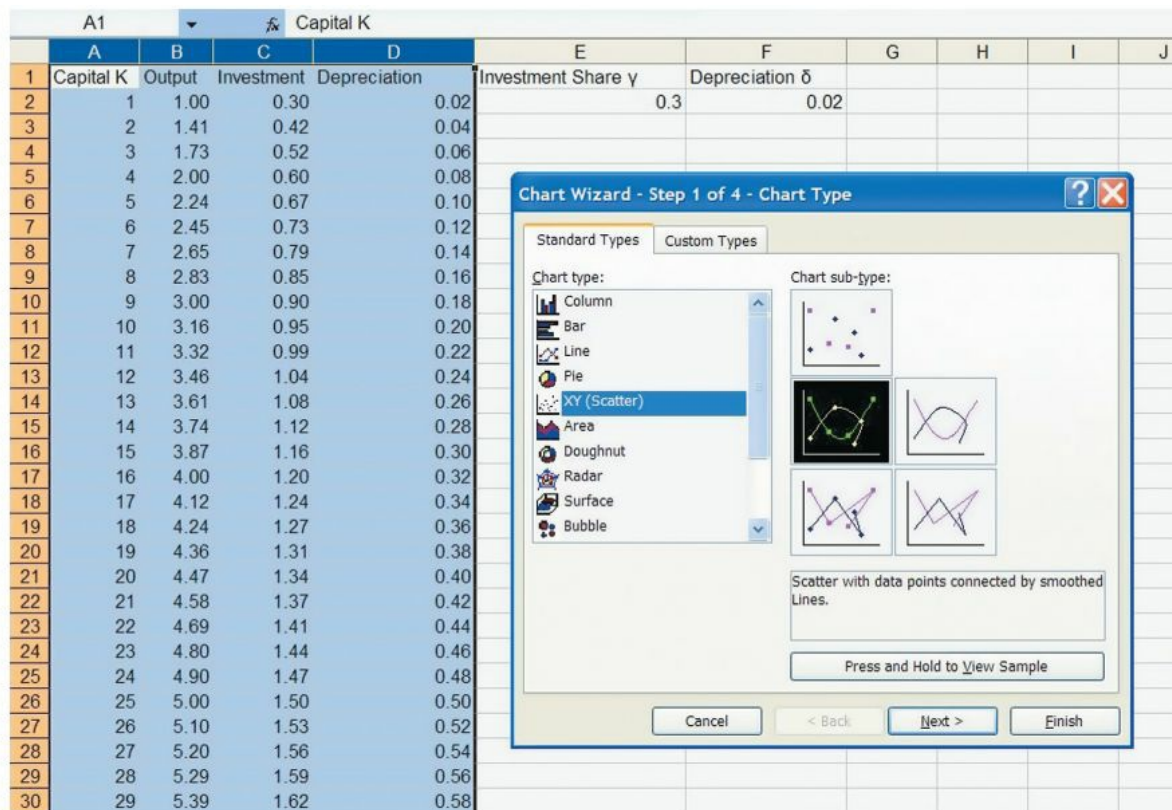 A1 fx Capital K
A B C D E F G H I J
1 Capital K Output Investment Depreciation Investment Share γ Depreciation δ
2 1 1.00 0.30 0.02 0.3 0.02
3 2 1.41 0.42 0.04
4 3 1.73 0.52 0.06
5 4 2.00 0.60 0.08
6 5 2.24 0.67 0.10
7 6 2.45 0.73 0.12
8 7 2.65 0.79 0.14
9 8 2.83 0.85 0.16
10 9 3.00 0.90 0.18
11 10 3.16 0.95 0.20
12 11 3.32 0.99 0.22
13 12 3.46 1.04 0.24
14 13 3.61 1.08 0.26
15 14 3.74 1.12 0.28
16 15 3.87 1.16 0.30
17 16 4.00 1.20 0.32
18 17 4.12 1.24 0.34
19 18 4.24 1.27 0.36
20 19 4.36 1.31 0.38
21 20 4.47 1.34 0.40
22 21 4.58 1.37 0.42
23 22 4.69 1.41 0.44
24 23 4.80 1.44 0.46
25 24 4.90 1.47 0.48
26 25 5.00 1.50 0.50
27 26 5.10 1.53 0.52
28 27 5.20 1.56 0.54
29 28 5.29 1.59 0.56
30 29 5.39 1.62 0.58
Chart Wizard - Step 1 of 4 - Chart Type ?
Standard Types Custom Types
Chart type:
Column
Bar
Line
Pie
XY (Scatter)
Area
Doughnut
Radar
Surface
Bubble
Chart sub-type:
Scatter with data points connected by smoothed
Lines.
Press and Hold to View Sample
Cancel < Back Next > Finish